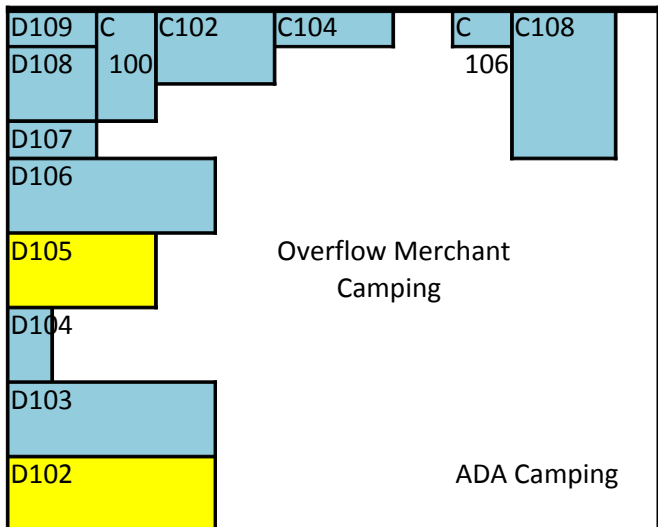 D109 C C102 C104 C C108
D108 100 106
D107
D106
D105 Overflow Merchant
Camping
D104
D103
D102 ADA Camping